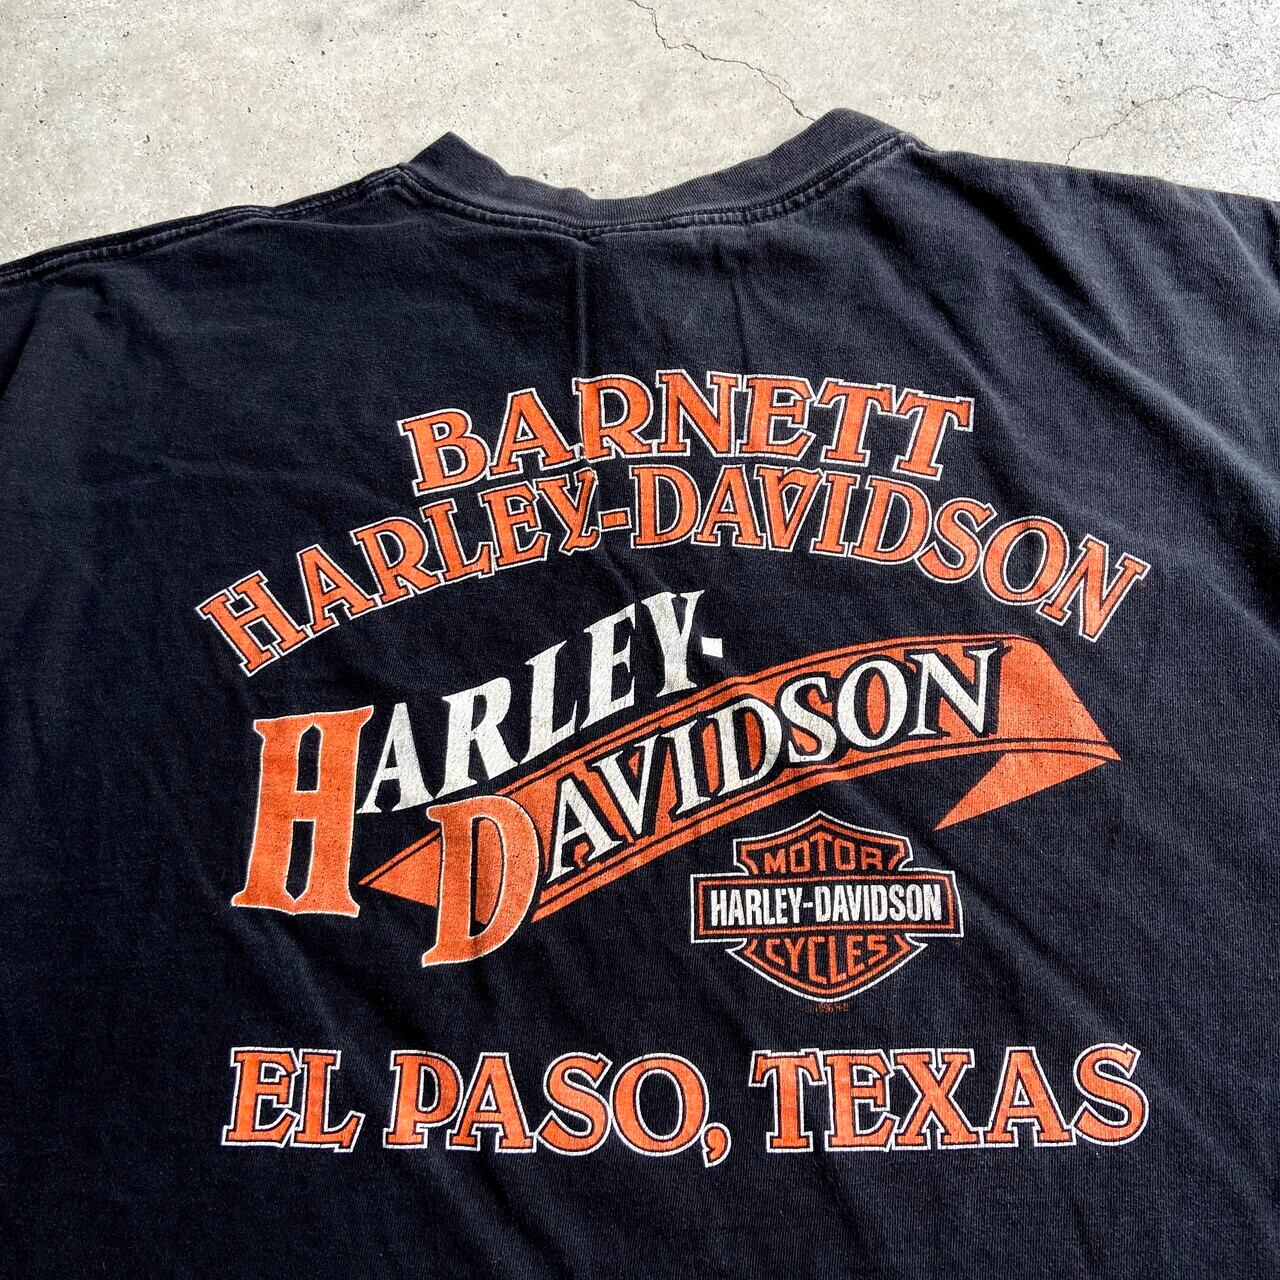 BARNETT
HARLEY-DAVIDSON
HARLEY-
DAVIDSON
MOTOR
HARLEY-DAVIDSON
CYCLES
EL PASO, TEXAS